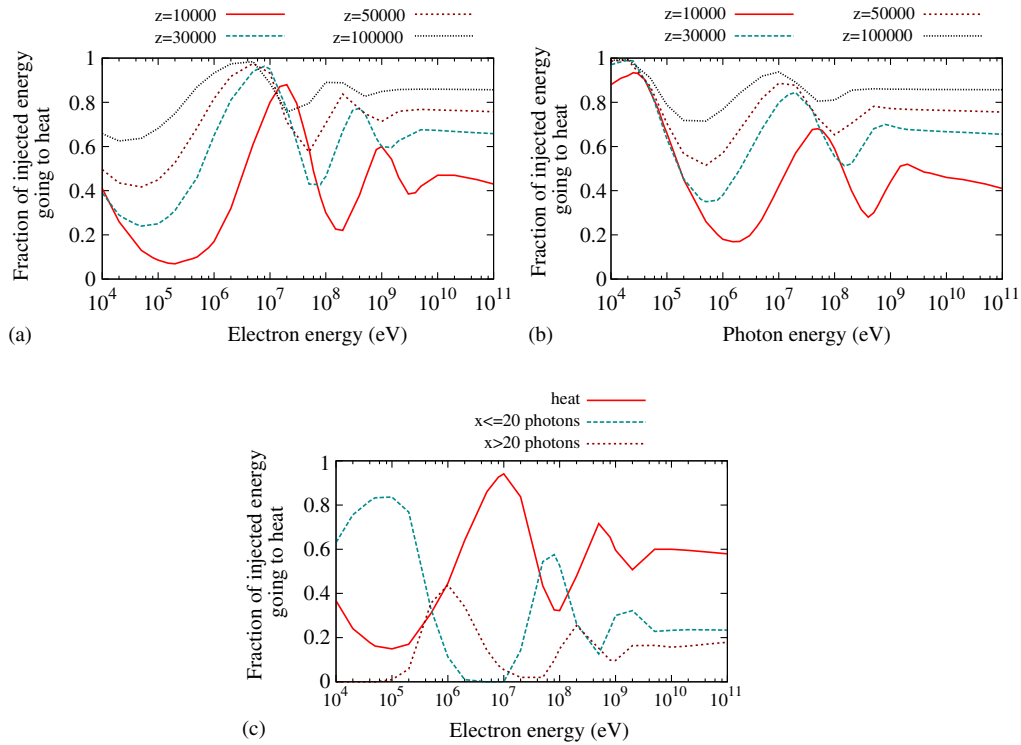 z=10000
z=50000
z=30000
z=100000
Fraction of injected energy
going to heat
1
0.8
0.6
0.4
0.2
0
10^4 10^5 10^6 10^7 10^8 10^9 10^10 10^11
Electron energy (eV)
(a)
z=10000
z=50000
z=30000
z=100000
Fraction of injected energy
going to heat
1
0.8
0.6
0.4
0.2
0
10^4 10^5 10^6 10^7 10^8 10^9 10^10 10^11
Photon energy (eV)
(b)
heat
x<=20 photons
x>20 photons
Fraction of injected energy
going to heat
1
0.8
0.6
0.4
0.2
0
10^4 10^5 10^6 10^7 10^8 10^9 10^10 10^11
Electron energy (eV)
(c)